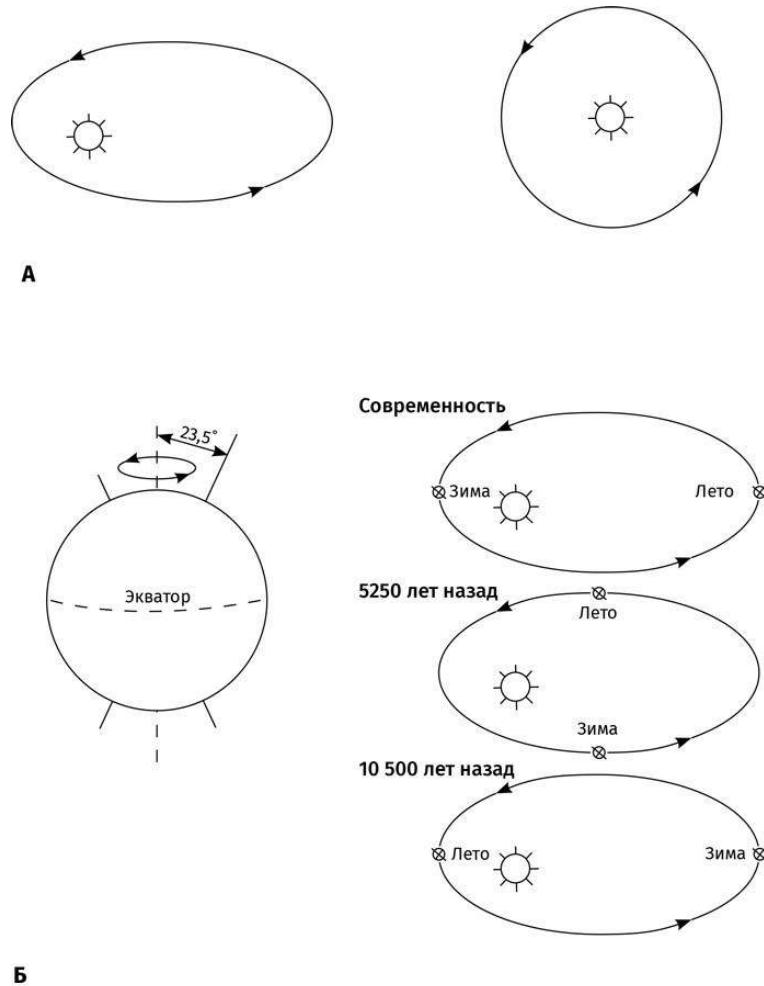 А
23,5°
Экватор
Современность
Зима
Лето
5250 лет назад
Лето
Зима
10 500 лет назад
Лето
Зима
Б